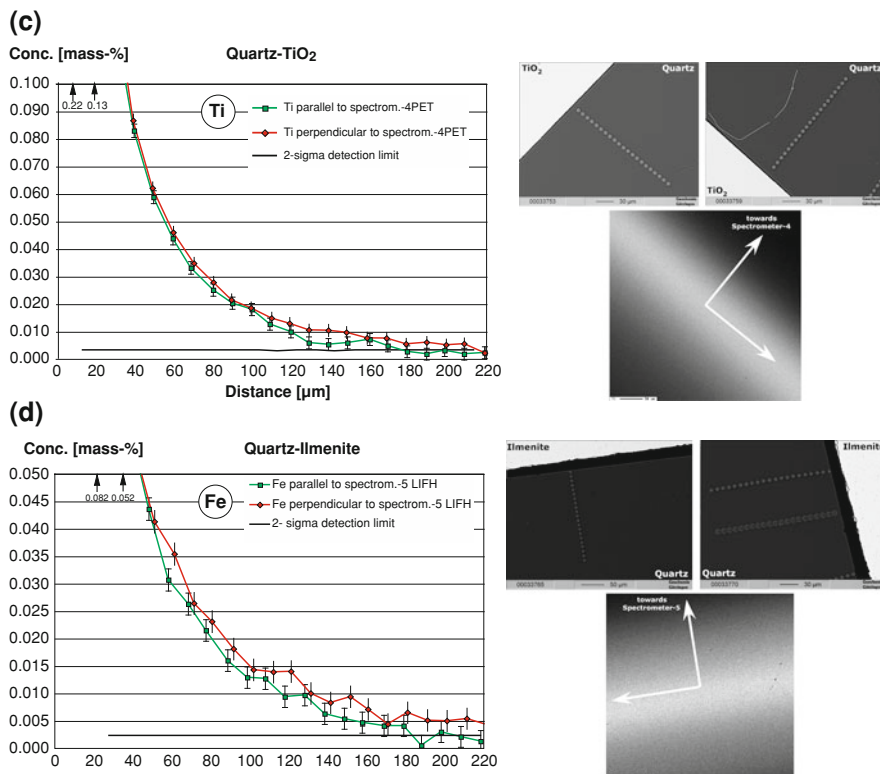 (c)
Conc. [mass-%] Quartz-TiO2
0.100
0.090
0.080
0.070
0.060
0.050
0.040
0.030
0.020
0.010
0.000
0.22 0.13
Ti
Ti parallel to spectrom.-4PET
Ti perpendicular to spectrom.-4PET
2-sigma detection limit
0 20 40 60 80 100 120 140 160 180 200 220
Distance [µm]
TiO2 Quartz
00033753 30 µm
Quartz
TiO2
30 µm
towards
Spectrometer-4
(d)
Conc. [mass-%] Quartz-Ilmenite
0.050
0.045
0.040
0.035
0.030
0.025
0.020
0.015
0.010
0.005
0.000
0.082 0.052
Fe
Fe parallel to spectrom.-5 LIFH
Fe perpendicular to spectrom.-5 LIFH
2- sigma detection limit
0 20 40 60 80 100 120 140 160 180 200 220
Ilmenite
Quartz
50 µm
Ilmenite
Quartz
00033770 30 µm
towards
Spectrometer-5